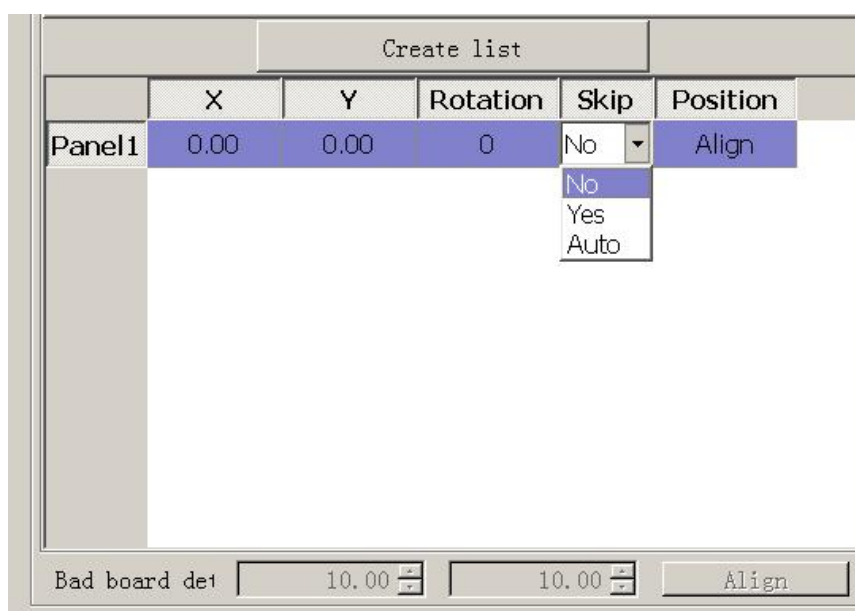 Create list
X Y Rotation Skip Position
Panel1 0.00 0.00 0 No Align
No
Yes
Auto
Bad board det 10.00 10.00 Align